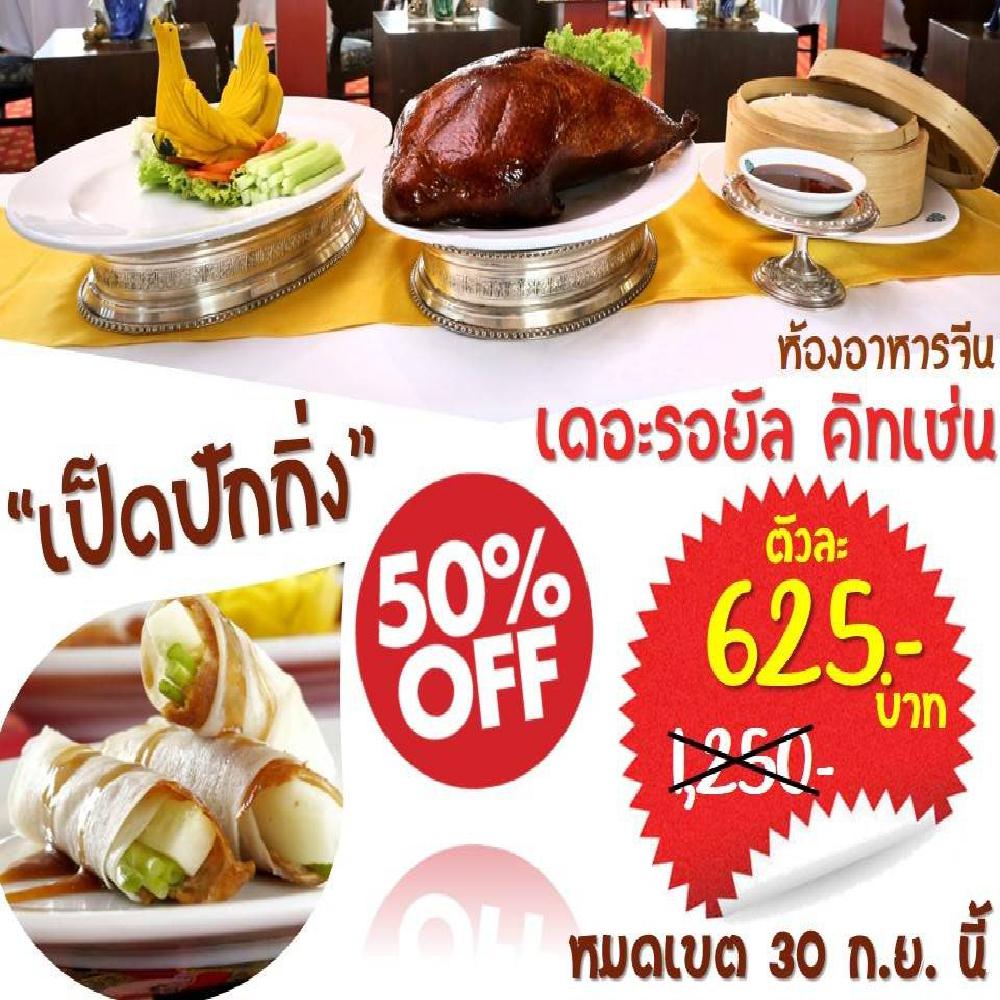 ห้องอาหารจีน
เดอะรอยัล คิทเช่น
“เป็ดปักกิ่ง”
50%
OFF
ตัวละ
625.-
บาท
1,250.-
หมดเขต 30 ก.ย. นี้